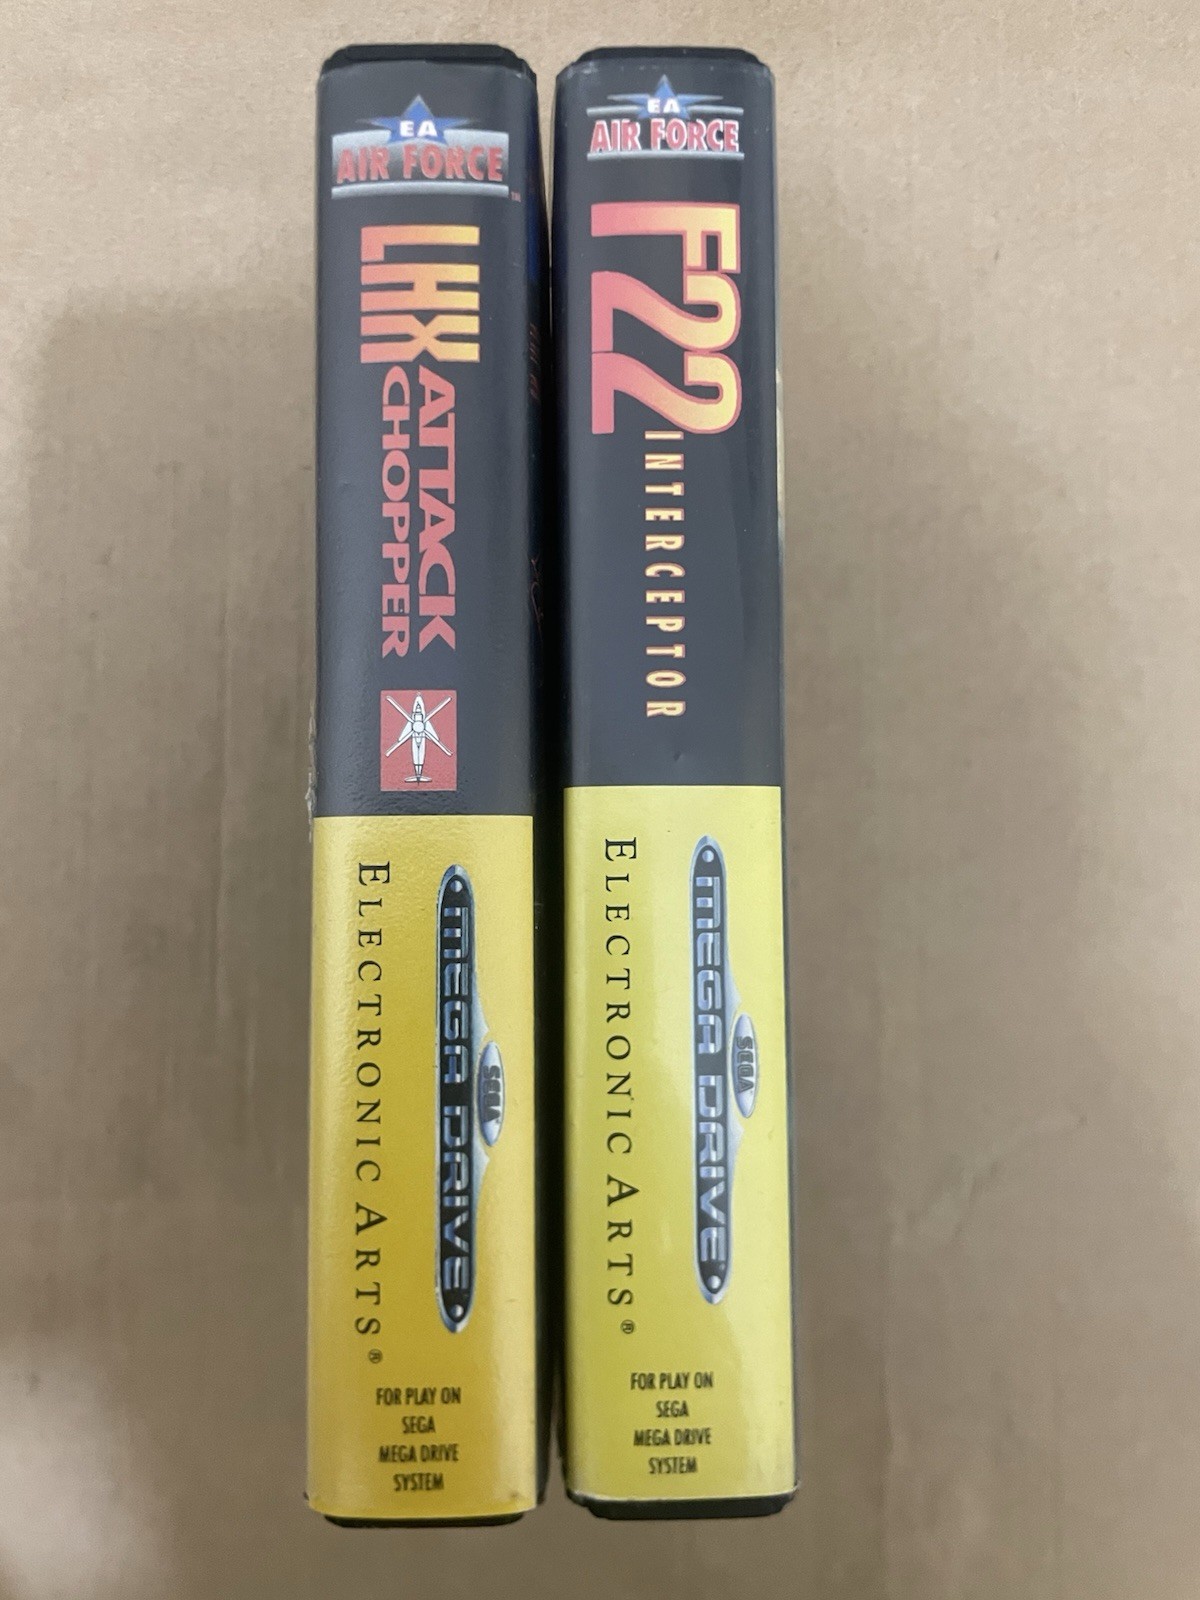 EA
AIR FORCE
TM
LHX
ATTACK
CHOPPER
ELECTRONIC ARTS®
SEGA
MEGA DRIVE
FOR PLAY ON
SEGA
MEGA DRIVE
SYSTEM
EA
AIR FORCE
F22
INTERCEPTOR
ELECTRONIC ARTS®
SEGA
MEGA DRIVE
FOR PLAY ON
SEGA
MEGA DRIVE
SYSTEM